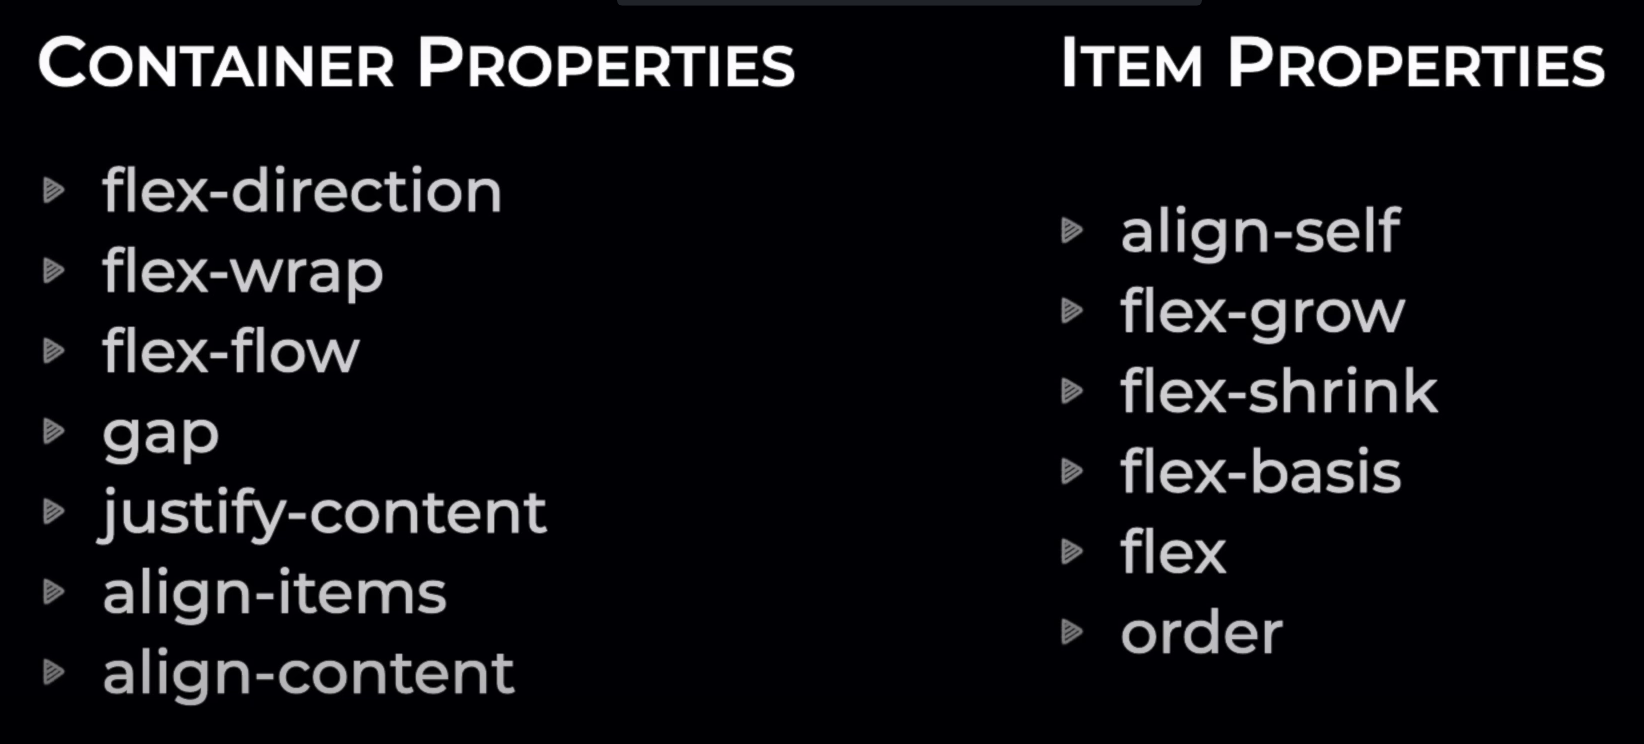 CONTAINER PROPERTIES
flex-direction
flex-wrap
flex-flow
gap
justify-content
align-items
align-content
ITEM PROPERTIES
align-self
flex-grow
flex-shrink
flex-basis
flex
order